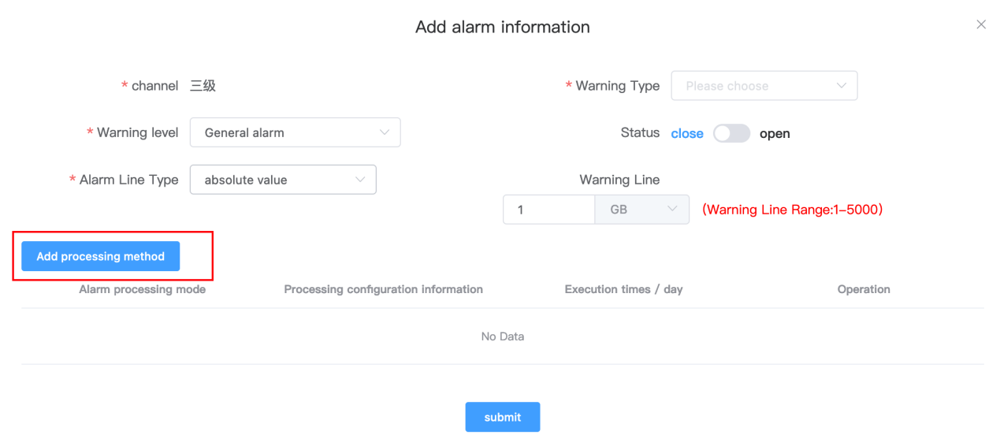 Add alarm information
* channel 三级 * Warning Type Please choose
* Warning level General alarm Status close open
* Alarm Line Type absolute value Warning Line
1 GB (Warning Line Range:1–5000)
Add processing method
Alarm processing mode Processing configuration information Execution times / day Operation
No Data
submit